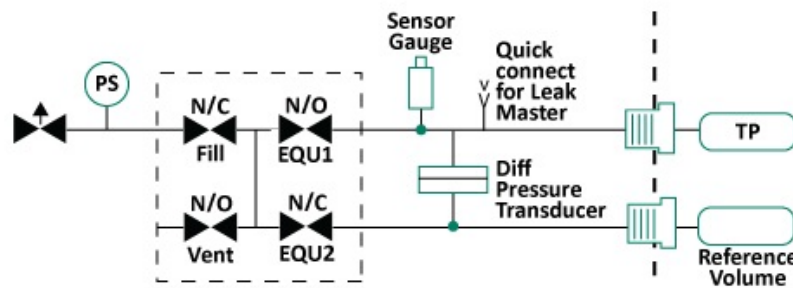 Sensor
Gauge
Quick
connect
for Leak
Master
PS
N/C
N/O
Fill
EQU1
TP
Diff
Pressure
Transducer
N/O
N/C
Vent
EQU2
Reference
Volume